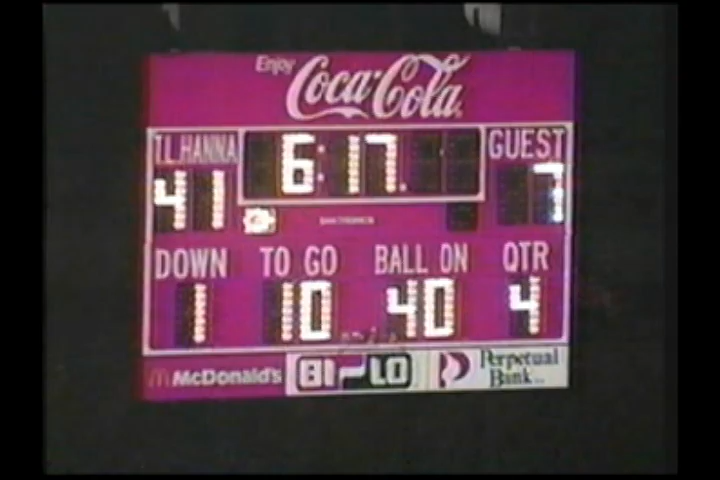 Enjoy
Coca-Cola
T.L. HANNA 6:17 GUEST
41 7
DOWN TO GO BALL ON QTR
1 10 40 4
McDonald's BI-LO Perpetual
Bank